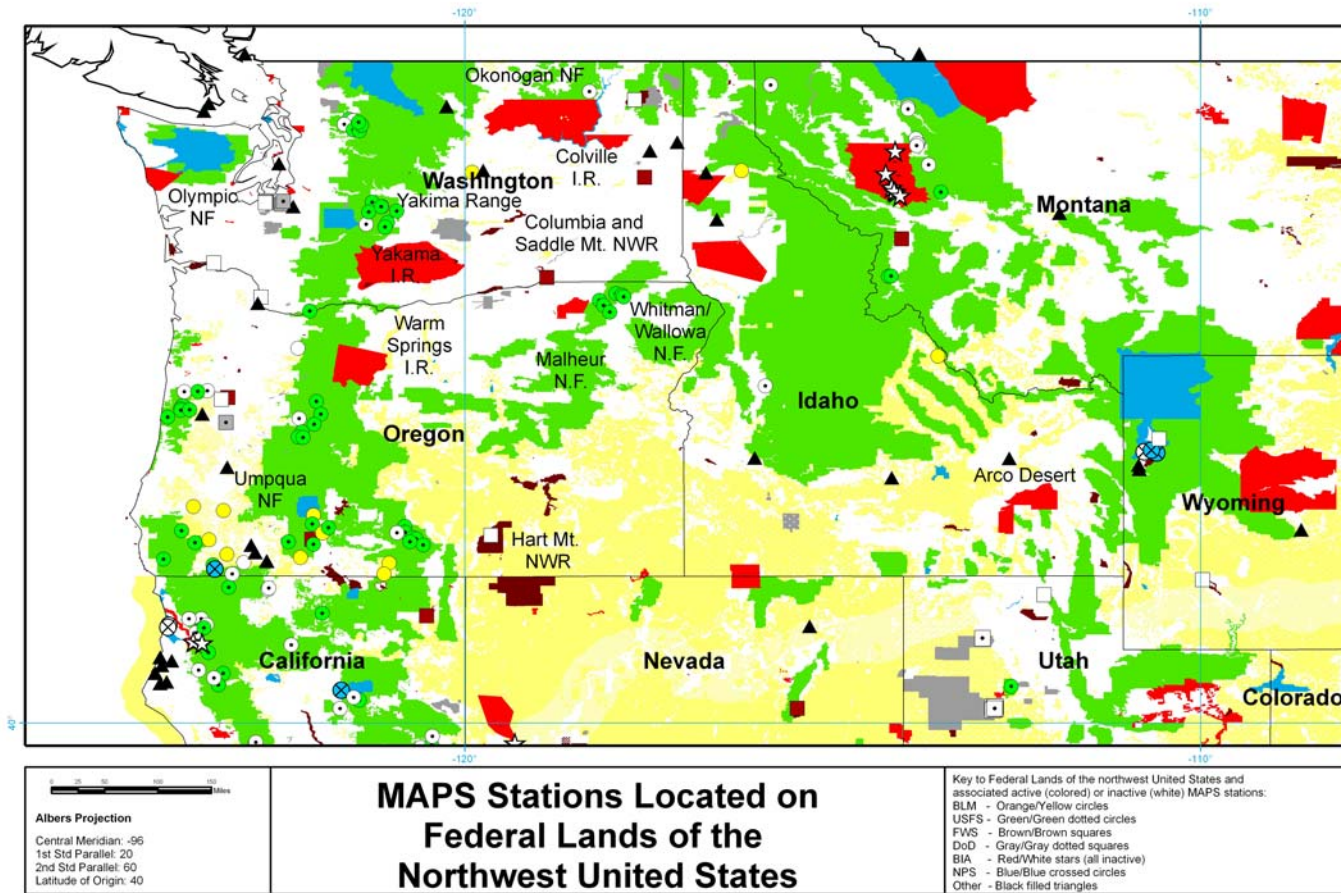 -120°
-110°
Okonogan NF
Colville
I.R.
Washington
Olympic
NF
Yakima Range
Columbia and
Saddle Mt. NWR
Montana
Yakama
I.R.
Warm
Springs
I.R.
Whitman/
Wallowa
N.F.
Malheur
N.F.
Idaho
Oregon
Umpqua
NF
Arco Desert
Wyoming
Hart Mt.
NWR
California
Nevada
Utah
Colorado
40°
0 25 50 100 150
Miles
Albers Projection
Central Meridian: -96
1st Std Parallel: 20
2nd Std Parallel: 60
Latitude of Origin: 40
MAPS Stations Located on
Federal Lands of the
Northwest United States
Key to Federal Lands of the northwest United States and
associated active (colored) or inactive (white) MAPS stations:
BLM - Orange/Yellow circles
USFS - Green/Green dotted circles
FWS - Brown/Brown squares
DoD - Gray/Gray dotted squares
BIA - Red/White stars (all inactive)
NPS - Blue/Blue crossed circles
Other - Black filled triangles